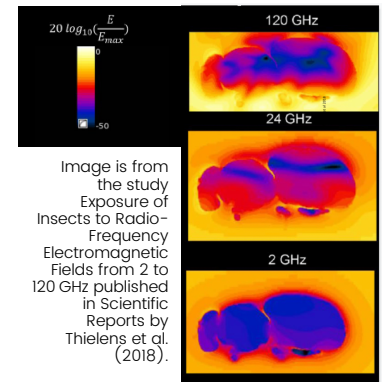 20 log₁₀(E/Eₘₐₓ)
0
-50
120 GHz
24 GHz
2 GHz
Image is from
the study
Exposure of
Insects to Radio-
Frequency
Electromagnetic
Fields from 2 to
120 GHz published
in Scientific
Reports by
Thielens et al.
(2018).